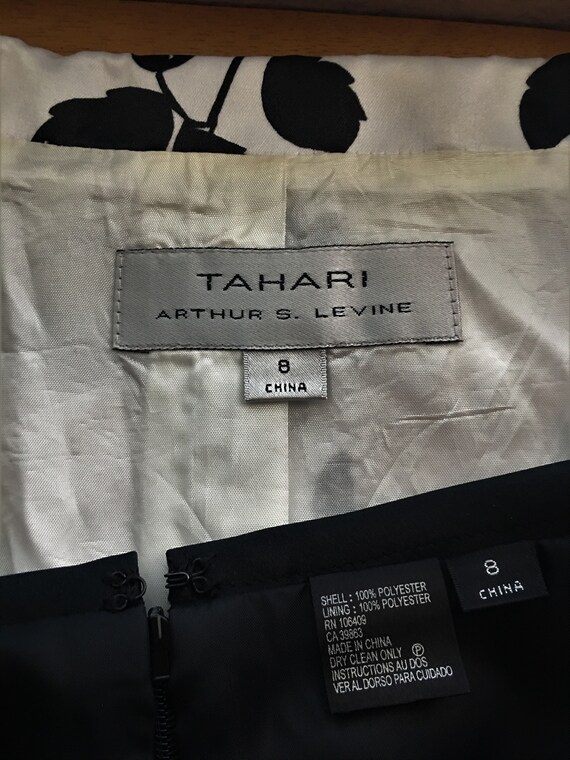 TAHARI
ARTHUR S. LEVINE
8
CHINA
8
CHINA
SHELL : 100% POLYESTER
LINING : 100% POLYESTER
RN 106409
CA 39863
MADE IN CHINA
DRY CLEAN ONLY Ⓟ
INSTRUCTIONS AU DOS
VER AL DORSO PARA CUIDADO